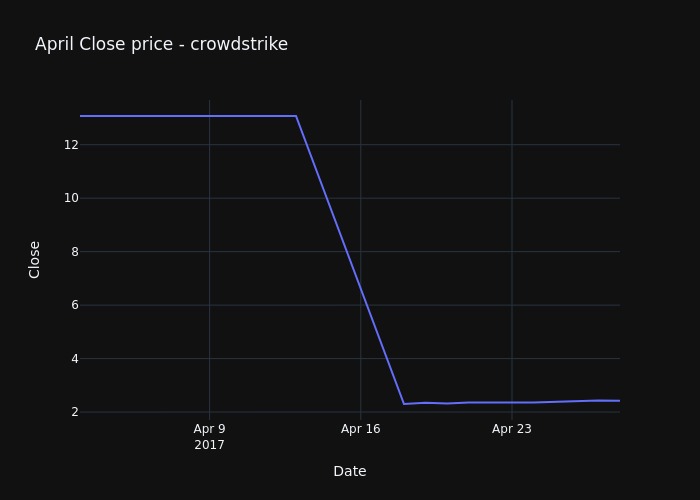 April Close price - crowdstrike
Close
12
10
8
6
4
2
Apr 9
2017
Apr 16
Apr 23
Date